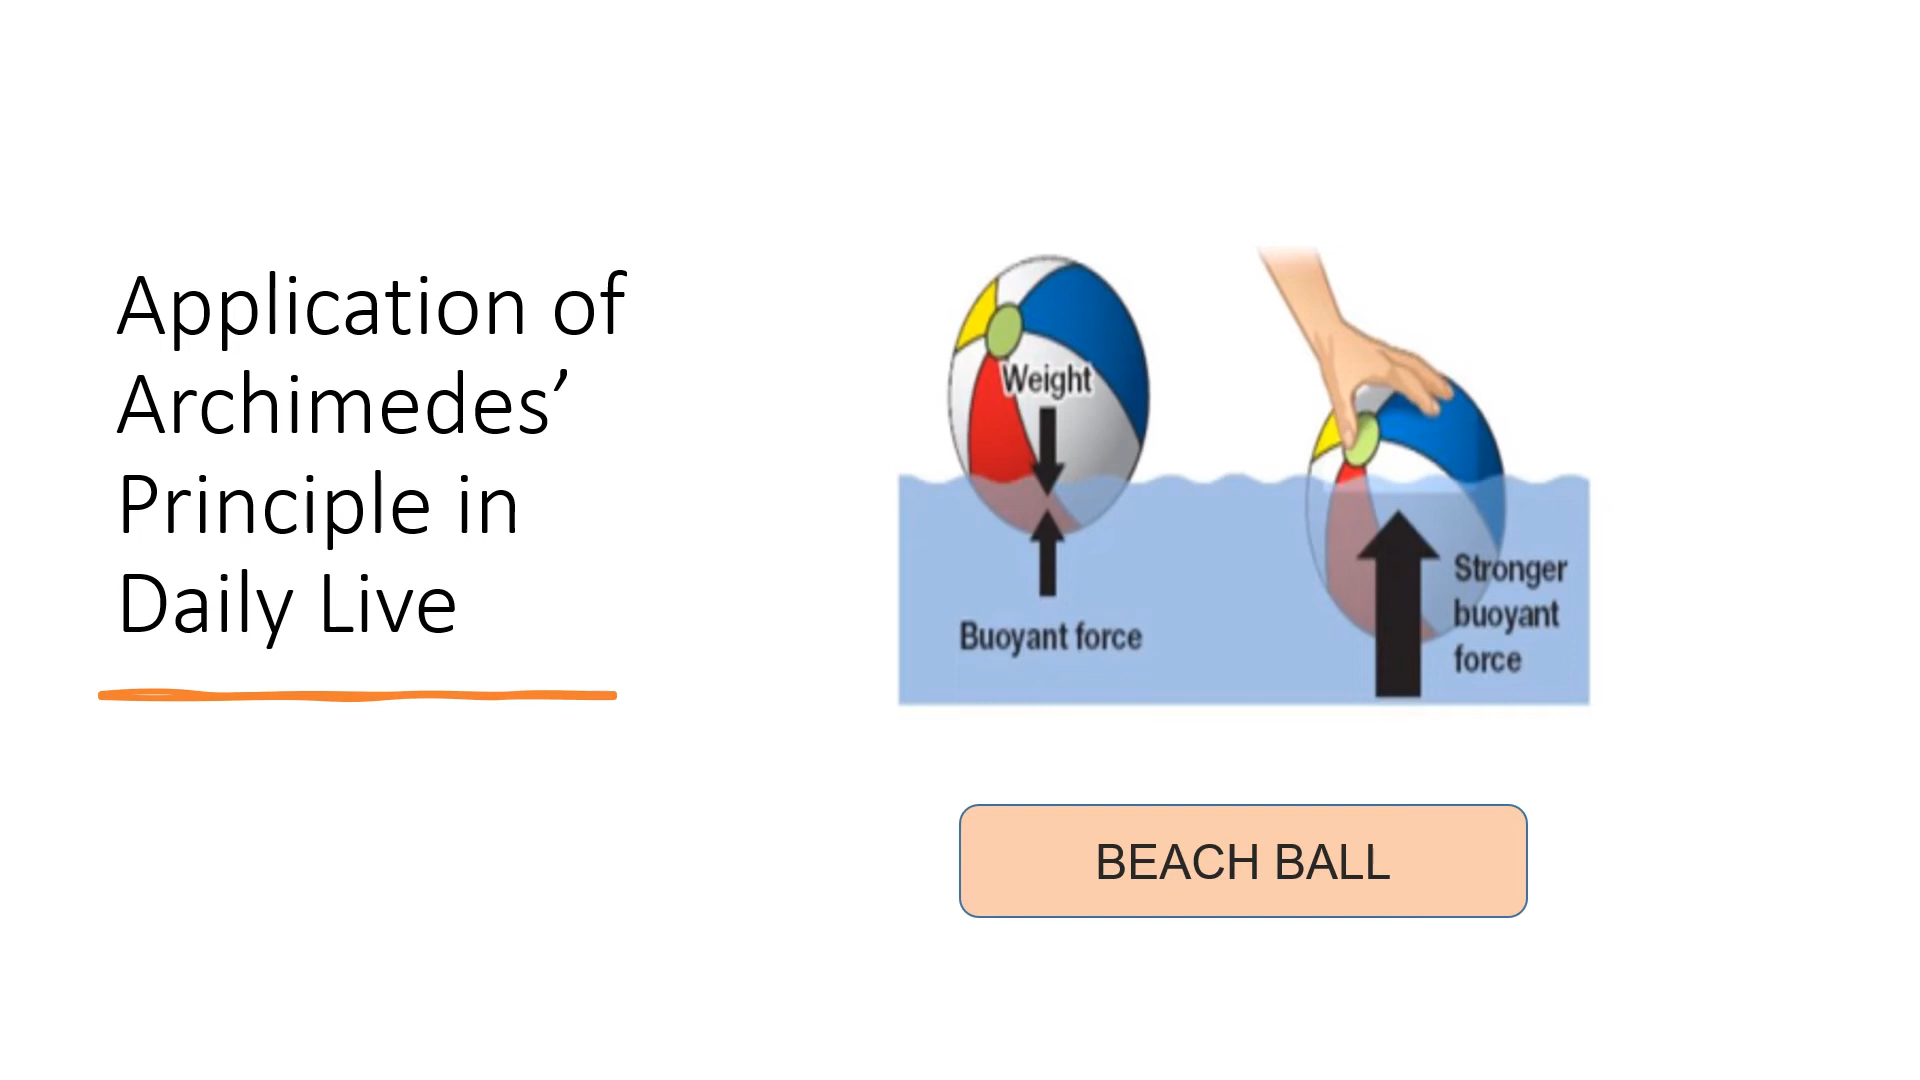 Application of
Archimedes’
Principle in
Daily Live
Weight
Buoyant force
Stronger
buoyant
force
BEACH BALL